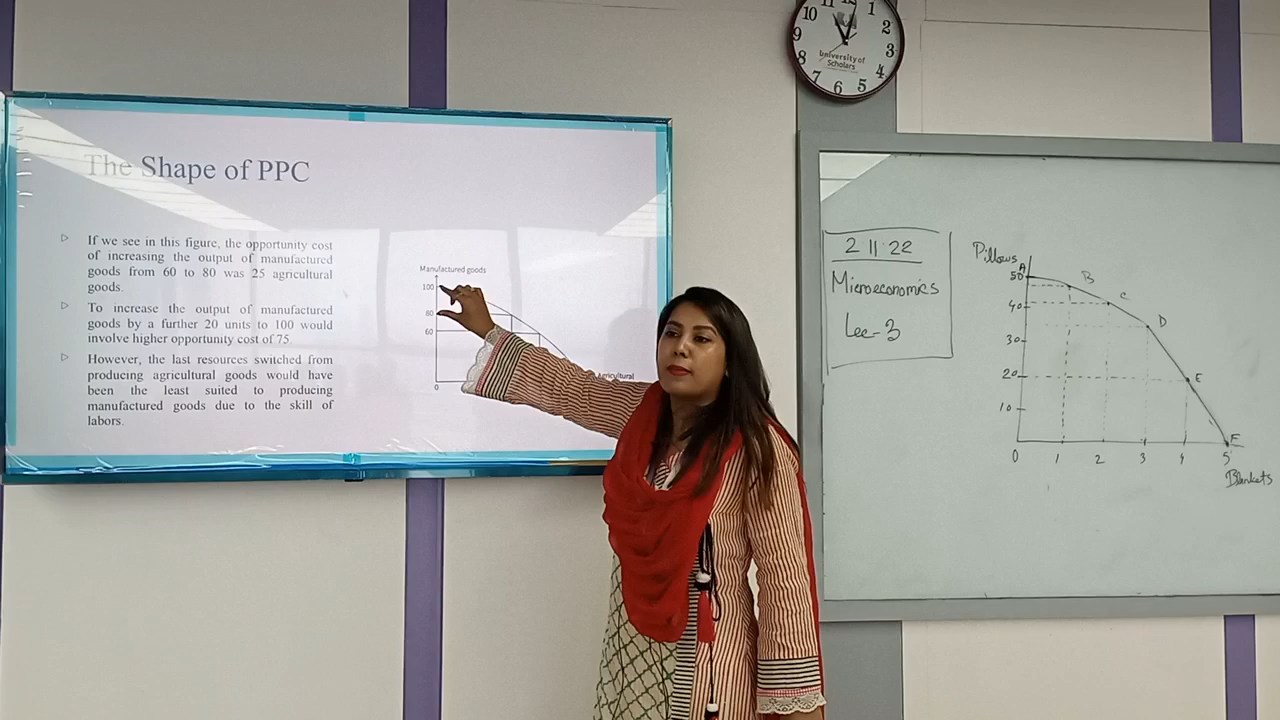 The Shape of PPC
If we see in this figure, the opportunity cost
of increasing the output of manufactured
goods from 60 to 80 was 25 agricultural
goods.
To increase the output of manufactured
goods by a further 20 units to 100 would
involve higher opportunity cost of 75.
However, the last resources switched from
producing agricultural goods would have
been the least suited to producing
manufactured goods due to the skill of
labors.
Manufactured goods
100
80
60
0
Agricultural
11 12 1 2 3 4 5 6 7 8 9 10
University of
Scholars
2 11 22
Microeconomics
Lec-3
Pillows
50
40
30
20
10
0 1 2 3 4 5
A B C D E F
Blankets